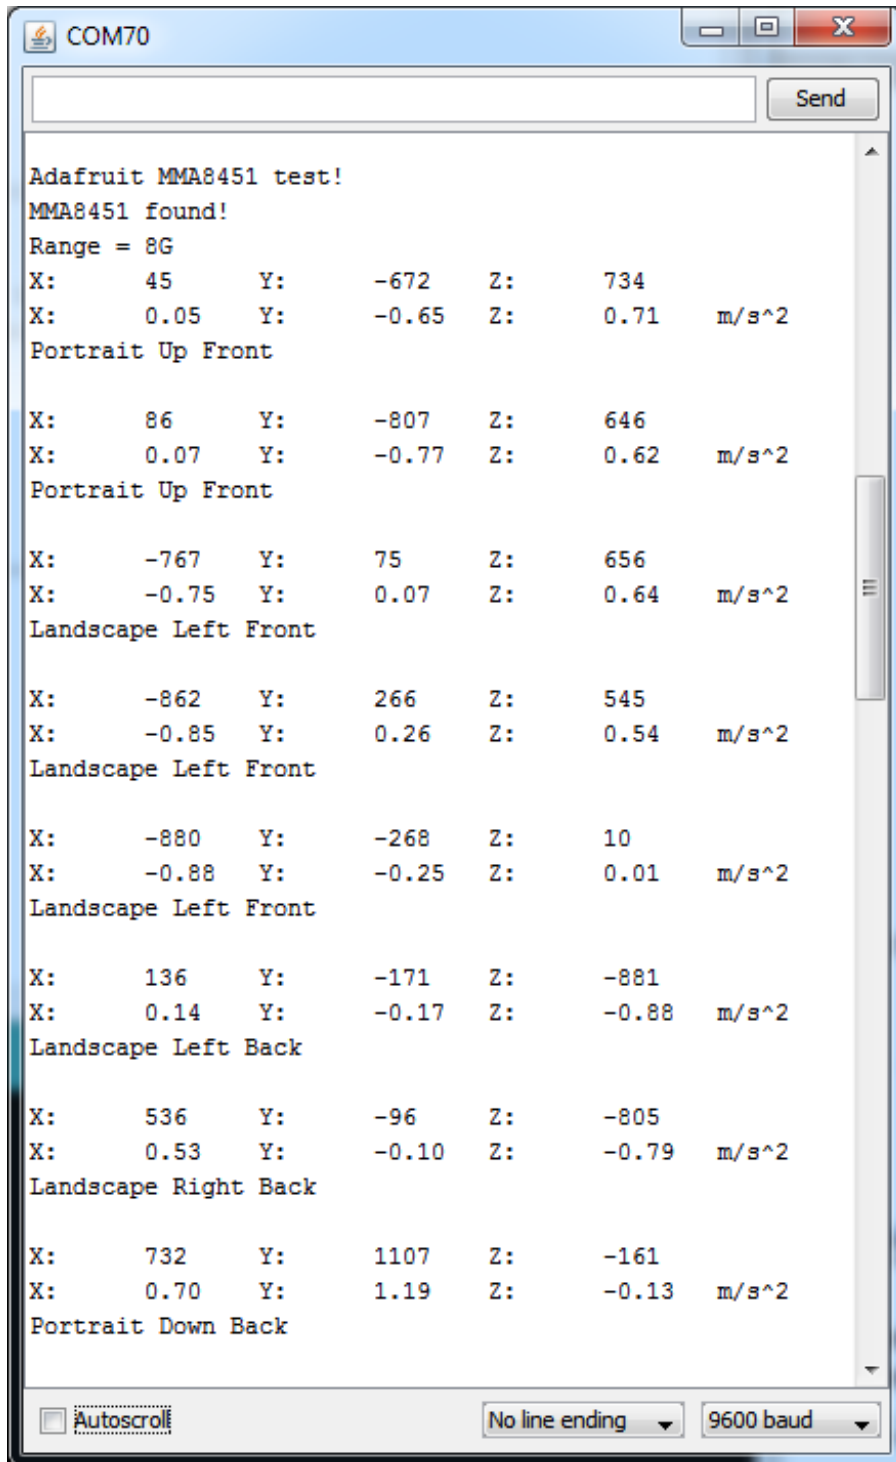 COM70
Send
Adafruit MMA8451 test!
MMA8451 found!
Range = 8G
X: 45 Y: -672 Z: 734
X: 0.05 Y: -0.65 Z: 0.71 m/s^2
Portrait Up Front
X: 86 Y: -807 Z: 646
X: 0.07 Y: -0.77 Z: 0.62 m/s^2
Portrait Up Front
X: -767 Y: 75 Z: 656
X: -0.75 Y: 0.07 Z: 0.64 m/s^2
Landscape Left Front
X: -862 Y: 266 Z: 545
X: -0.85 Y: 0.26 Z: 0.54 m/s^2
Landscape Left Front
X: -880 Y: -268 Z: 10
X: -0.88 Y: -0.25 Z: 0.01 m/s^2
Landscape Left Front
X: 136 Y: -171 Z: -881
X: 0.14 Y: -0.17 Z: -0.88 m/s^2
Landscape Left Back
X: 536 Y: -96 Z: -805
X: 0.53 Y: -0.10 Z: -0.79 m/s^2
Landscape Right Back
X: 732 Y: 1107 Z: -161
X: 0.70 Y: 1.19 Z: -0.13 m/s^2
Portrait Down Back
Autoscroll No line ending 9600 baud